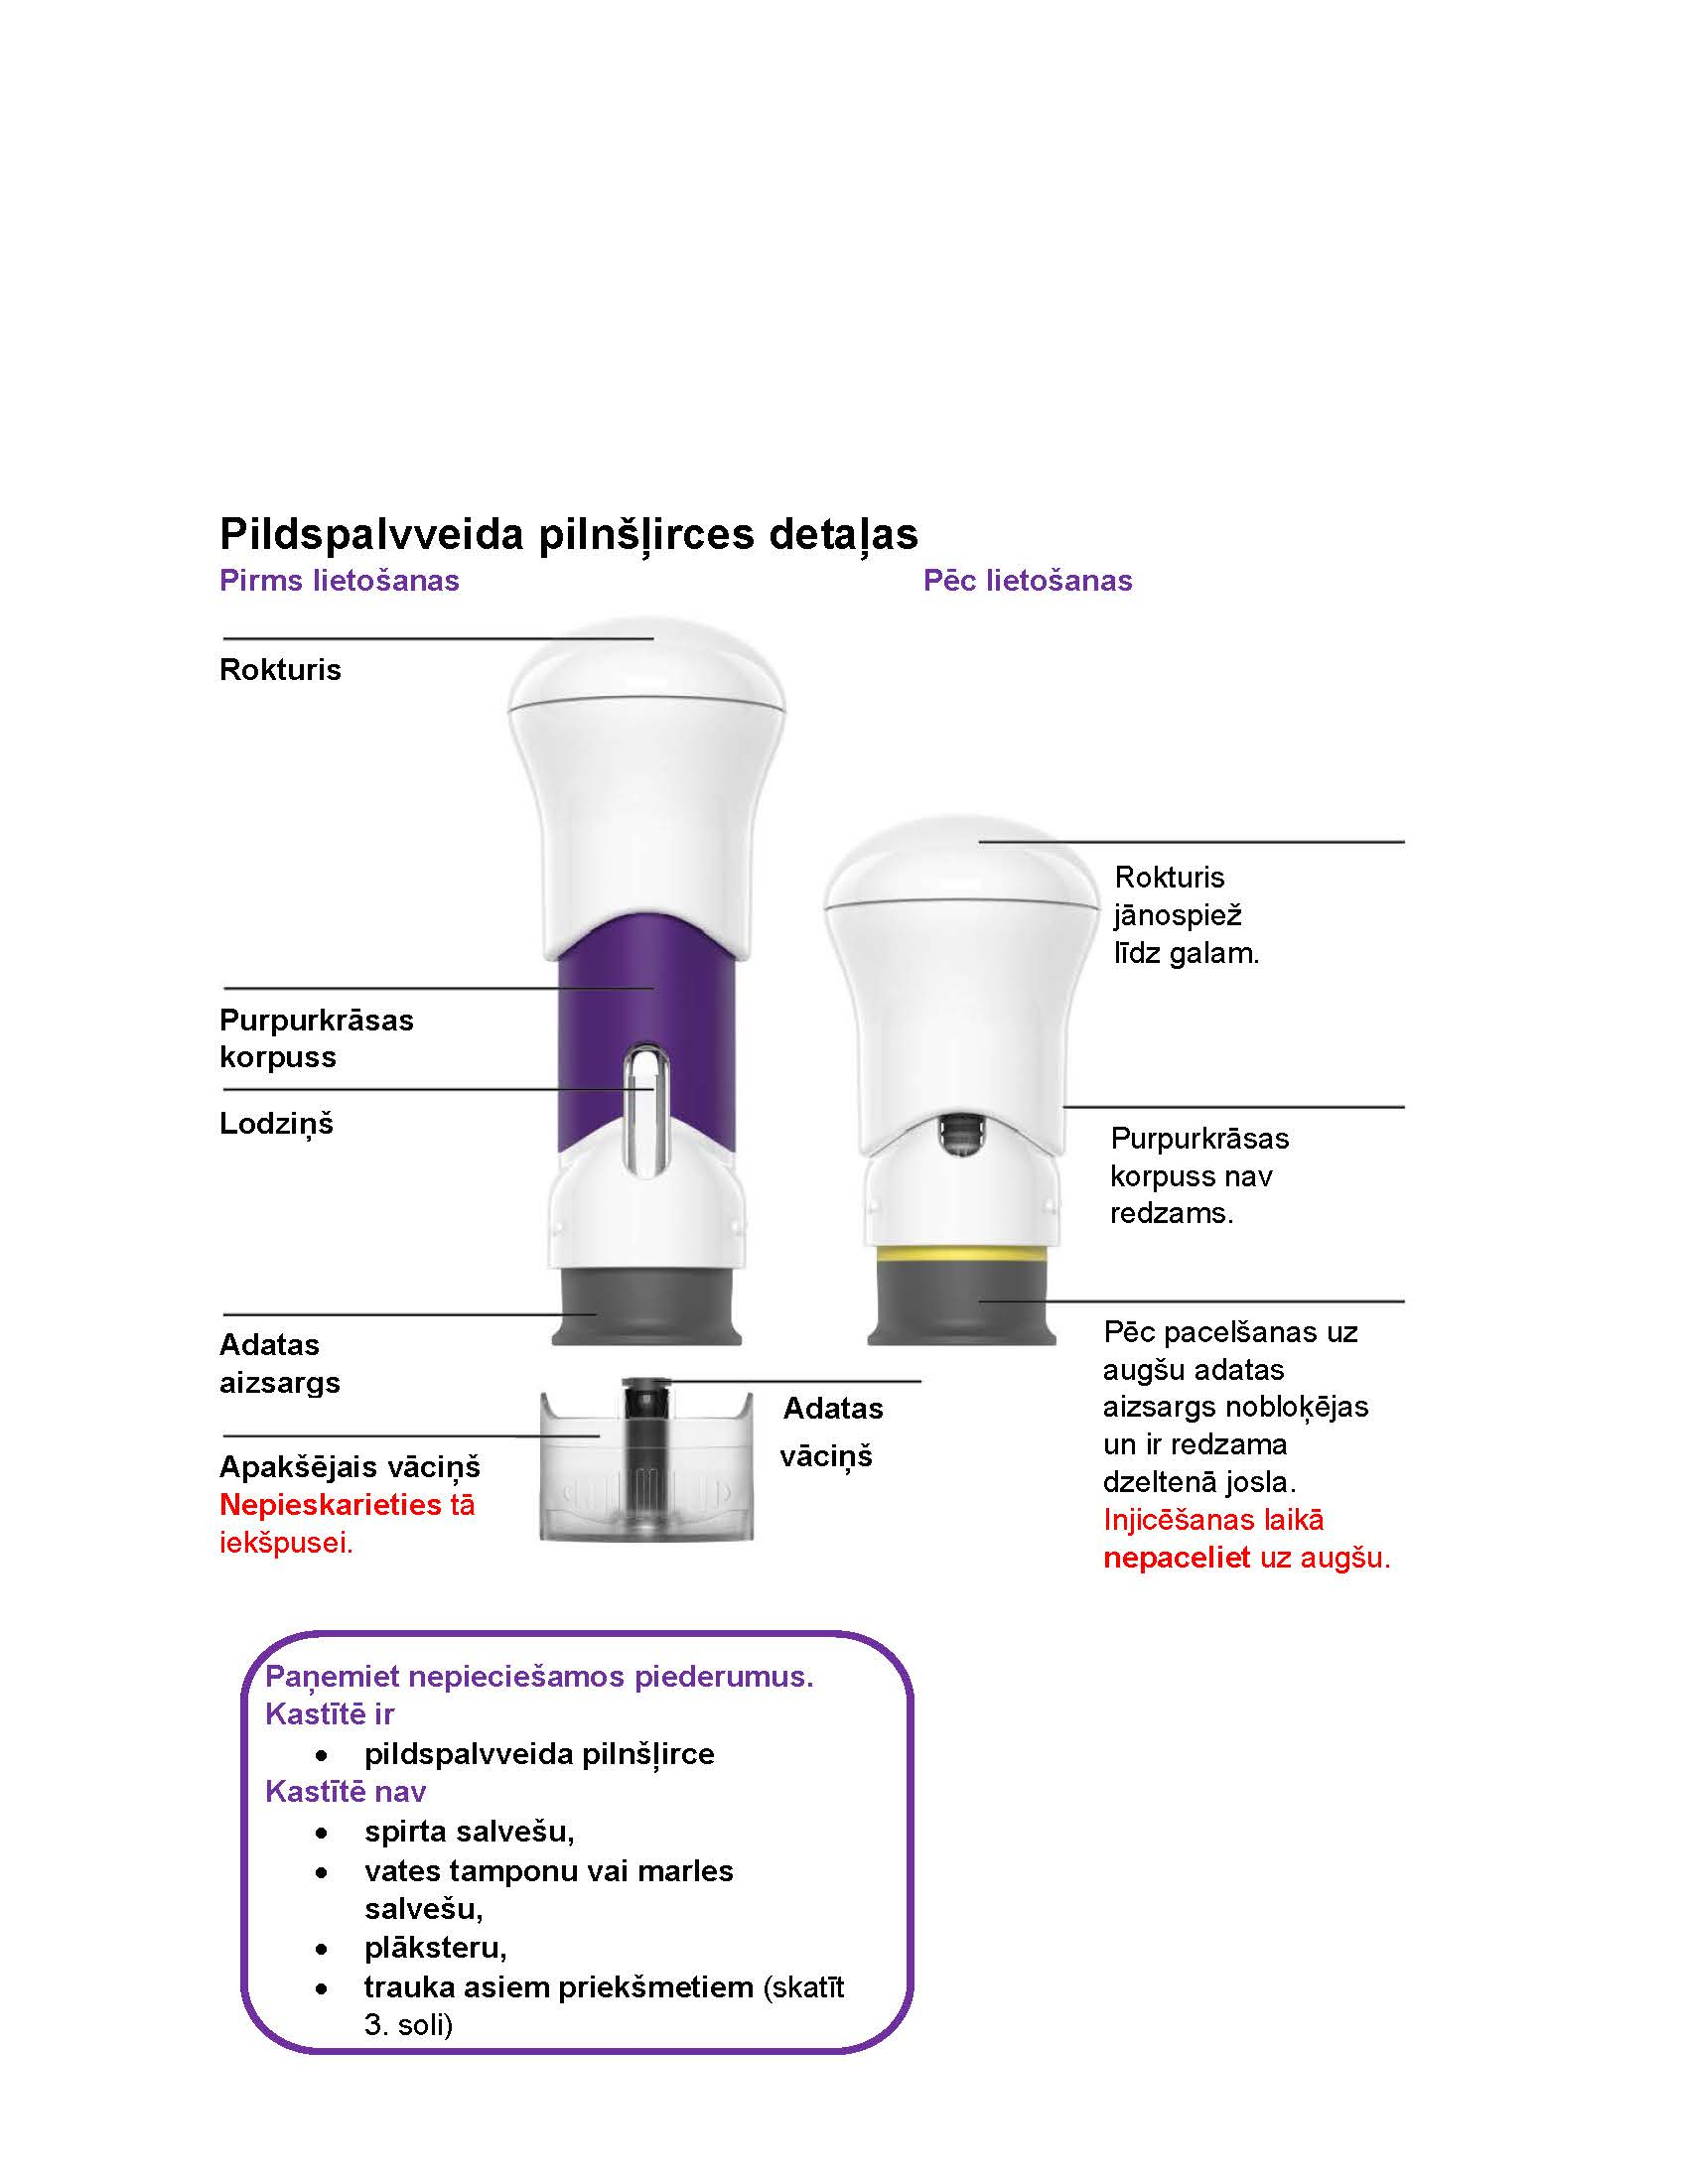 Pildspalvveida pilnšļirces detaļas
Pirms lietošanas
Pēc lietošanas
Rokturis
Purpurkrāsas
korpuss
Lodziņš
Adatas
aizsargs
Apakšējais vāciņš
Nepieskarieties tā
iekšpusei.
Adatas
vāciņš
Rokturis
jānospiež
līdz galam.
Purpurkrāsas
korpuss nav
redzams.
Pēc pacelšanas uz
augšu adatas
aizsargs nobloķējas
un ir redzama
dzeltenā josla.
Injicēšanas laikā
nepaceliet uz augšu.
Paņemiet nepieciešamos piederumus.
Kastītē ir
• pildspalvveida pilnšļirce
Kastītē nav
• spirta salvešu,
• vates tamponu vai marles
salvešu,
• plāksteru,
• trauka asiem priekšmetiem (skatīt
3. soli)